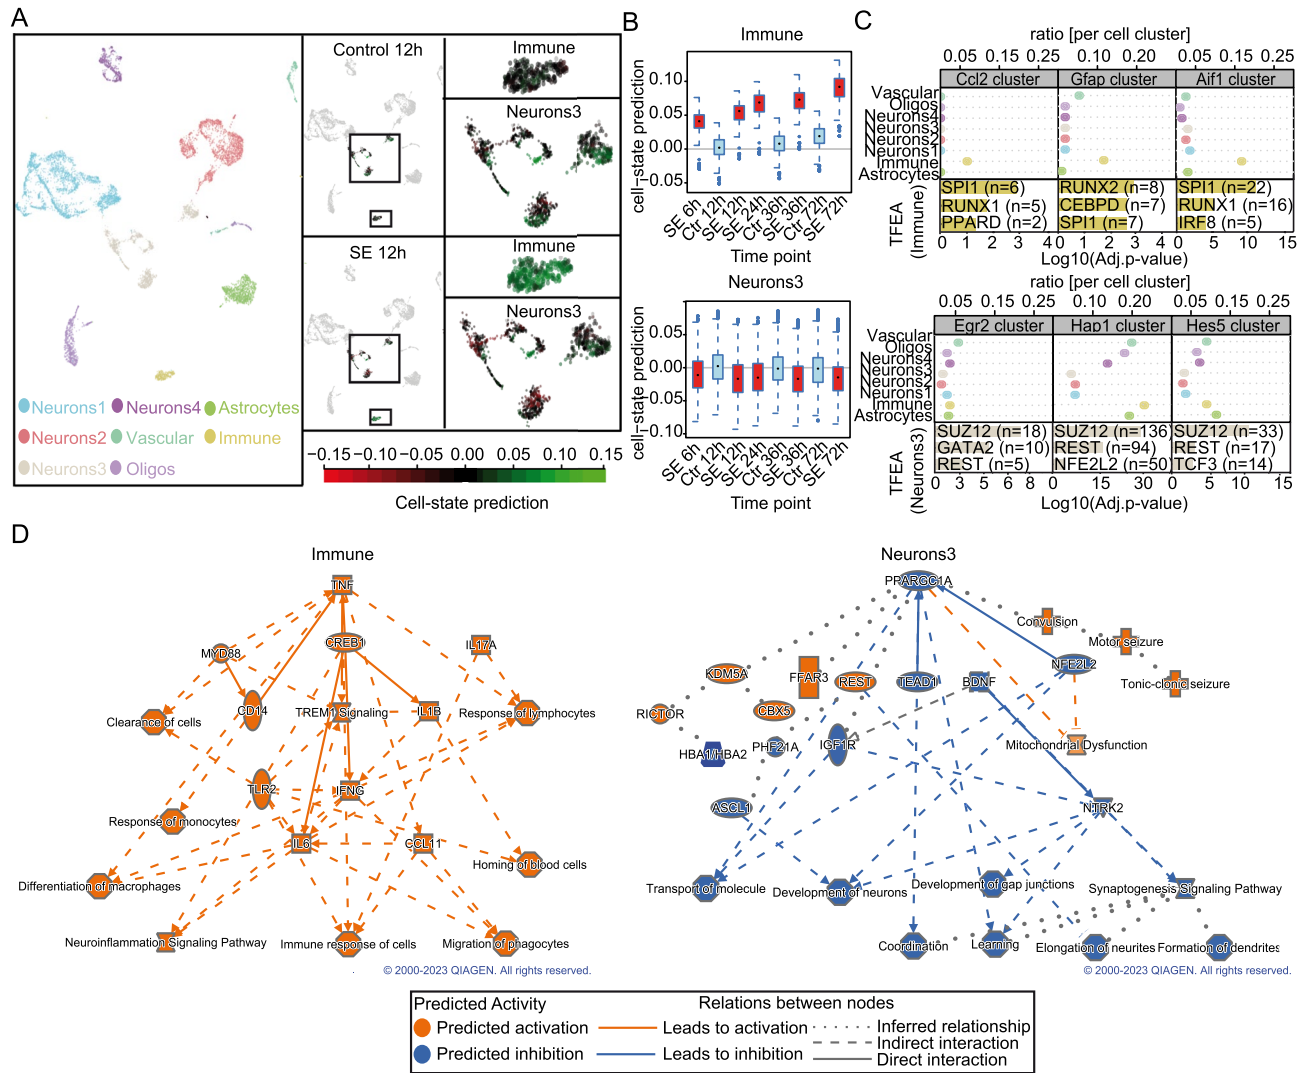 A
Control 12h
Immune
Neurons3
SE 12h
Immune
Neurons3
Neurons1
Neurons4
Astrocytes
Neurons2
Vascular
Immune
Neurons3
Oligos
−0.15 −0.10 −0.05 0.00 0.05 0.10 0.15
Cell-state prediction
B
Immune
cell−state prediction
0.10
0.05
0.00
−0.05
SE 6h
Ctr 12h
SE 12h
SE 24h
Ctr 36h
SE 36h
Ctr 72h
SE 72h
Time point
Neurons3
cell−state prediction
0.05
0.00
−0.05
−0.10
SE 6h
Ctr 12h
SE 12h
SE 24h
Ctr 36h
SE 36h
Ctr 72h
SE 72h
Time point
C
ratio [per cell cluster]
0.05 0.15 0.25 0.10 0.20 0.05 0.15 0.25
Ccl2 cluster Gfap cluster Aif1 cluster
Vascular
Oligos
Neurons4
Neurons3
Neurons2
Neurons1
Immune
Astrocytes
TFEA
(Immune)
SPI1 (n=6) RUNX2 (n=8) SPI1 (n=22)
RUNX1 (n=5) CEBPD (n=7) RUNX1 (n=16)
PPARD (n=2) SPI1 (n=7) IRF8 (n=5)
0 1 2 3 4 0 1 2 3 4 0 5 10 15
Log10(Adj.p-value)
ratio [per cell cluster]
0.05 0.15 0.25 0.10 0.20 0.05 0.15 0.25
Egr2 cluster Hap1 cluster Hes5 cluster
Vascular
Oligos
Neurons4
Neurons3
Neurons2
Neurons1
Immune
Astrocytes
TFEA
(Neurons3)
SUZ12 (n=18) SUZ12 (n=136) SUZ12 (n=33)
GATA2 (n=10) REST (n=94) REST (n=17)
REST (n=5) NFE2L2 (n=50) TCF3 (n=14)
0 3 5 6 8 0 15 30 0 5 10 15
Log10(Adj.p-value)
D
Immune
TNF
MYD88
CREB1
IL17A
CD14
TREM1 Signaling
IL1B
Clearance of cells
Response of lymphocytes
TLR2
IFNG
Response of monocytes
IL6
CCL11
Homing of blood cells
Differentiation of macrophages
Neuroinflammation Signaling Pathway
Immune response of cells
Migration of phagocytes
© 2000-2023 QIAGEN. All rights reserved.
Neurons3
PPARGC1A
Convulsion
Motor seizure
NFE2L2
Tonic-clonic seizure
KDM5A
FFAR3
REST
TEAD1
BDNF
RICTOR
CBX5
HBA1/HBA2
PHF21A
IGF1R
Mitochondrial Dysfunction
ASCL1
NTRK2
Transport of molecule
Development of neurons
Development of gap junctions
Synaptogenesis Signaling Pathway
Coordination
Learning
Elongation of neurites
Formation of dendrites
© 2000-2023 QIAGEN. All rights reserved.
Predicted Activity
Relations between nodes
Predicted activation
Leads to activation
Inferred relationship
Indirect interaction
Predicted inhibition
Leads to inhibition
Direct interaction